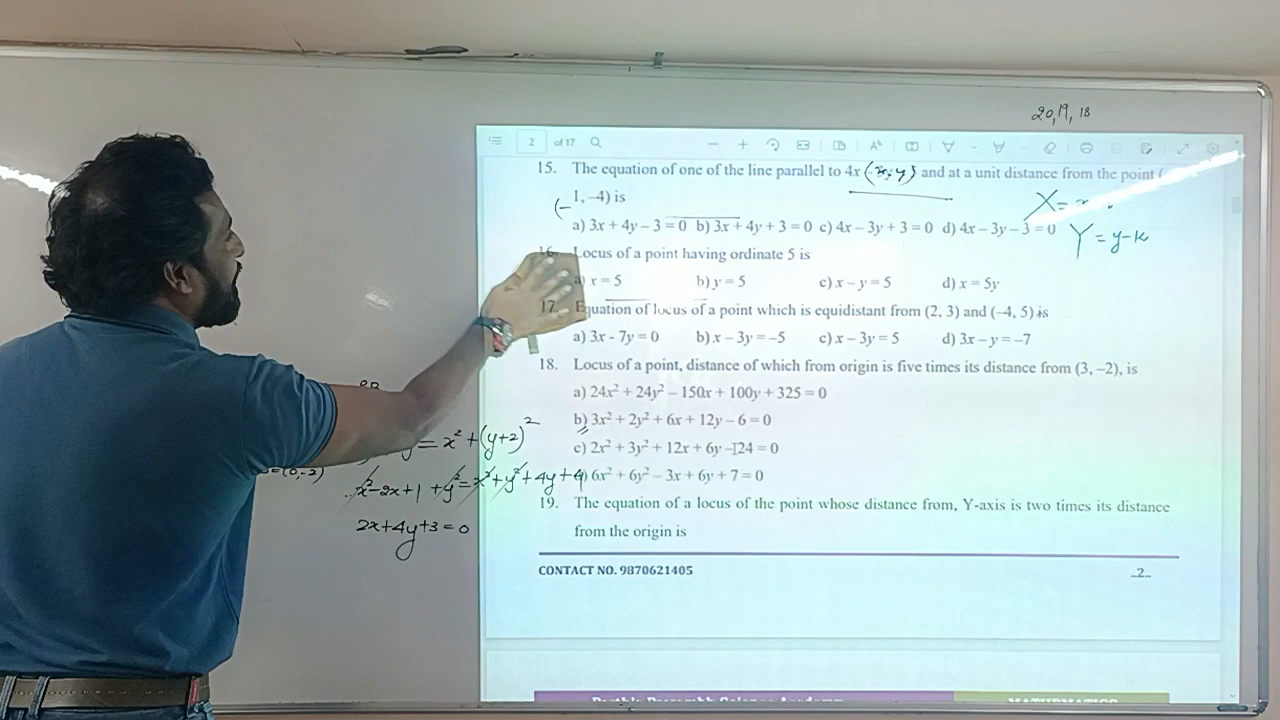 20, 19, 18
2 of 17
15. The equation of one of the line parallel to 4x (x, y) and at a unit distance from the point (
(-1, –4) is
X =
a) 3x + 4y – 3 = 0 b) 3x + 4y + 3 = 0 c) 4x – 3y + 3 = 0 d) 4x – 3y – 3 = 0
Y = y-k
16. Locus of a point having ordinate 5 is
a) x = 5 b) y = 5 c) x – y = 5 d) x = 5y
17. Equation of locus of a point which is equidistant from (2, 3) and (–4, 5) is
a) 3x - 7y = 0 b) x – 3y = –5 c) x – 3y = 5 d) 3x – y = –7
18. Locus of a point, distance of which from origin is five times its distance from (3, –2), is
a) 24x² + 24y² – 150x + 100y + 325 = 0
b) 3x² + 2y² + 6x + 12y – 6 = 0
c) 2x² + 3y² + 12x + 6y – 124 = 0
6x² + 6y² – 3x + 6y + 7 = 0
= x² + (y+2)²
=(0,-2)
x²-2x+1 +y² = x²+y²+4y+4
2x+4y+3=0
19. The equation of a locus of the point whose distance from, Y-axis is two times its distance
from the origin is
CONTACT NO. 9870621405
_2_
MATHEMATICS